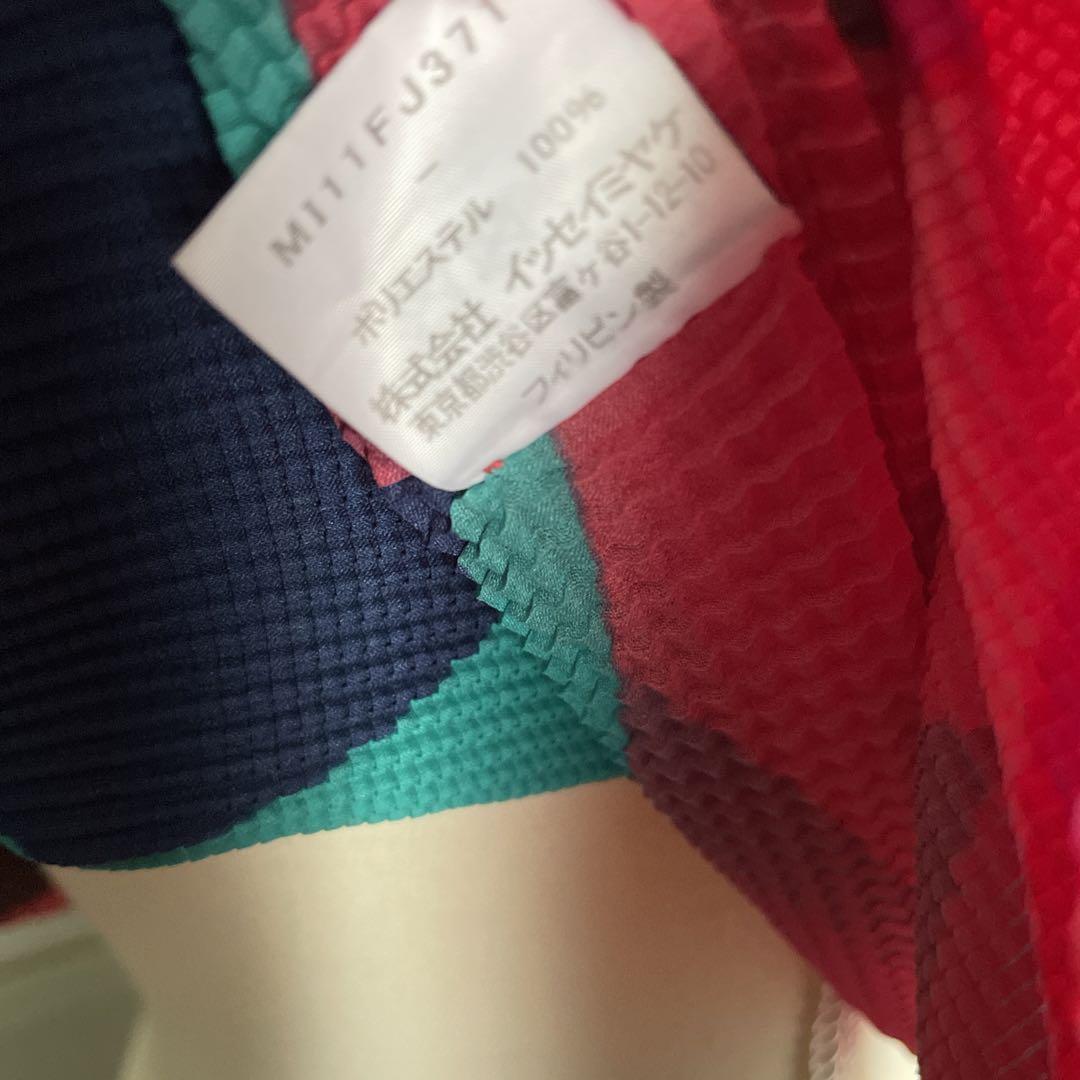 MI11FJ371
-
ポリエステル 100%
株式会社 イッセイミヤケ
東京都渋谷区富ヶ谷1-12-10
フィリピン製